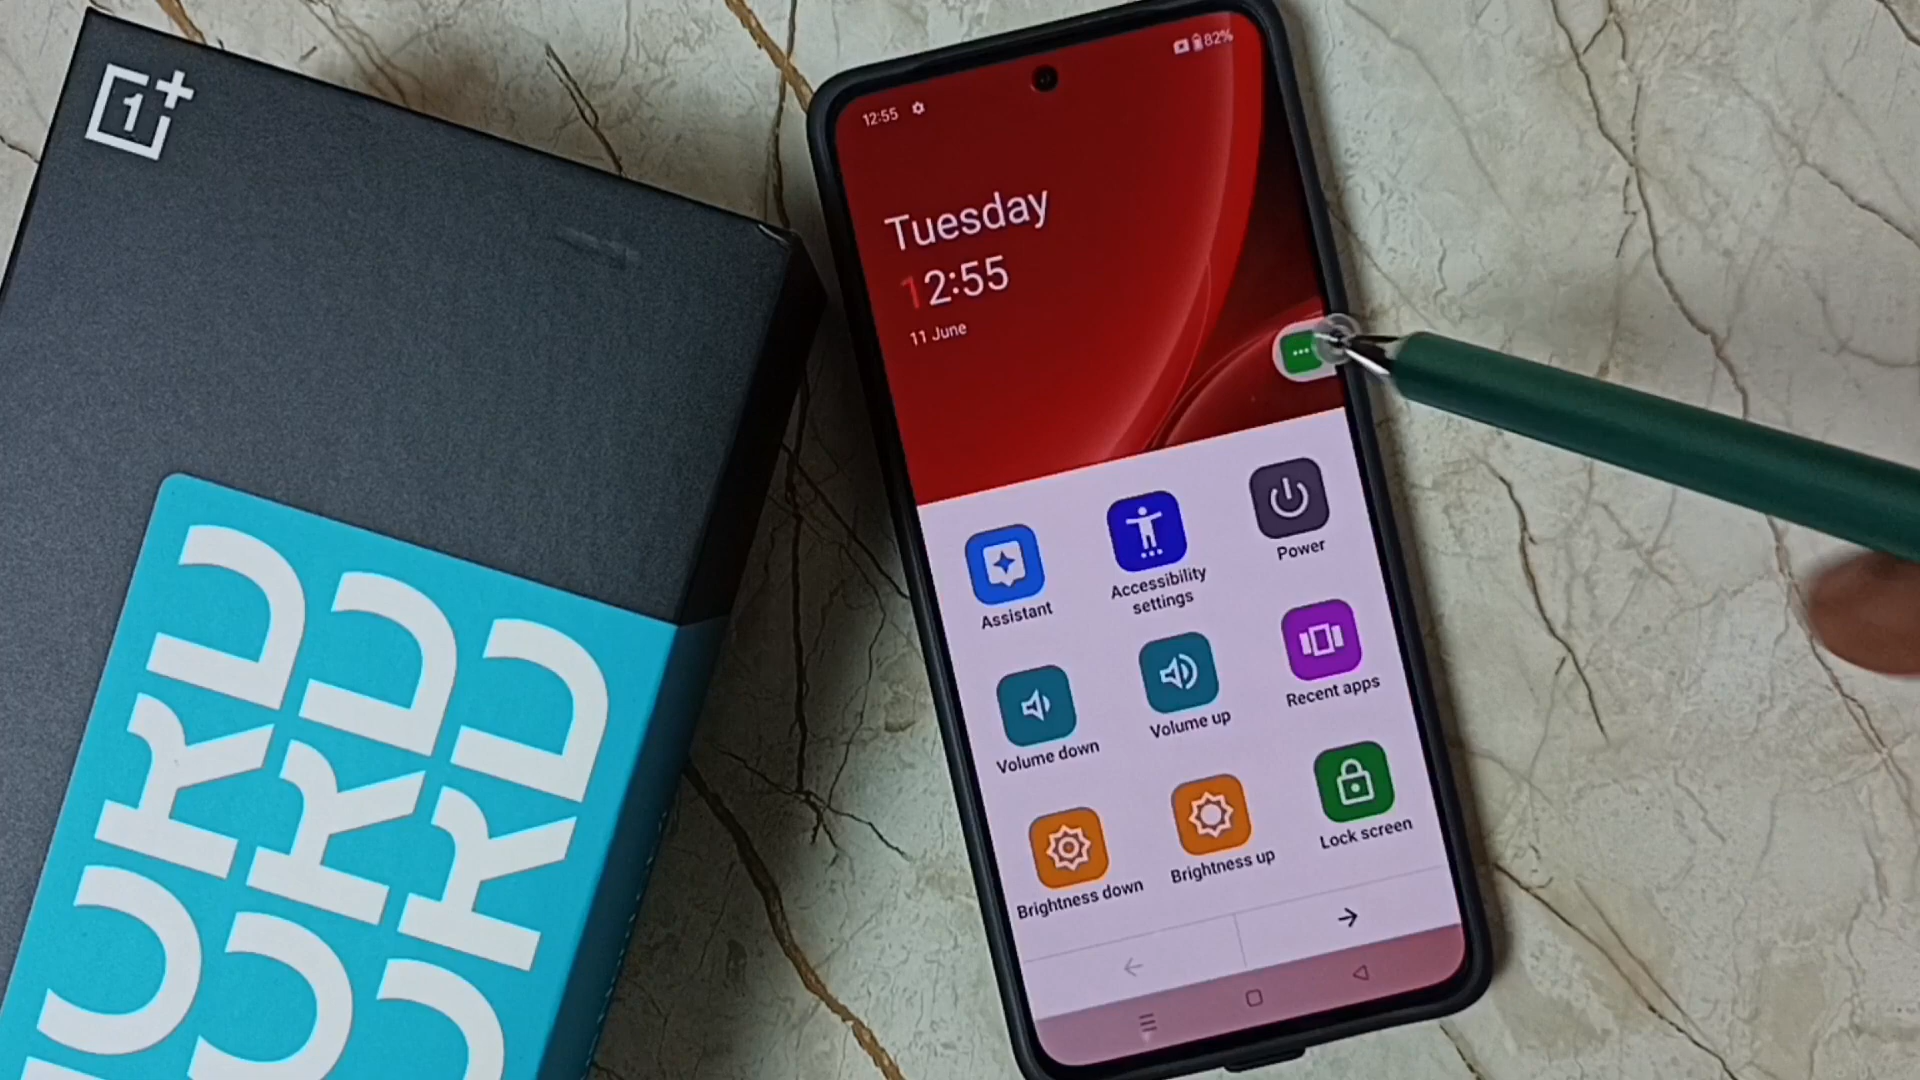 1+
12:55
82%
Tuesday
12:55
11 June
Assistant
Accessibility
settings
Power
Volume down
Volume up
Recent apps
Brightness down
Brightness up
Lock screen